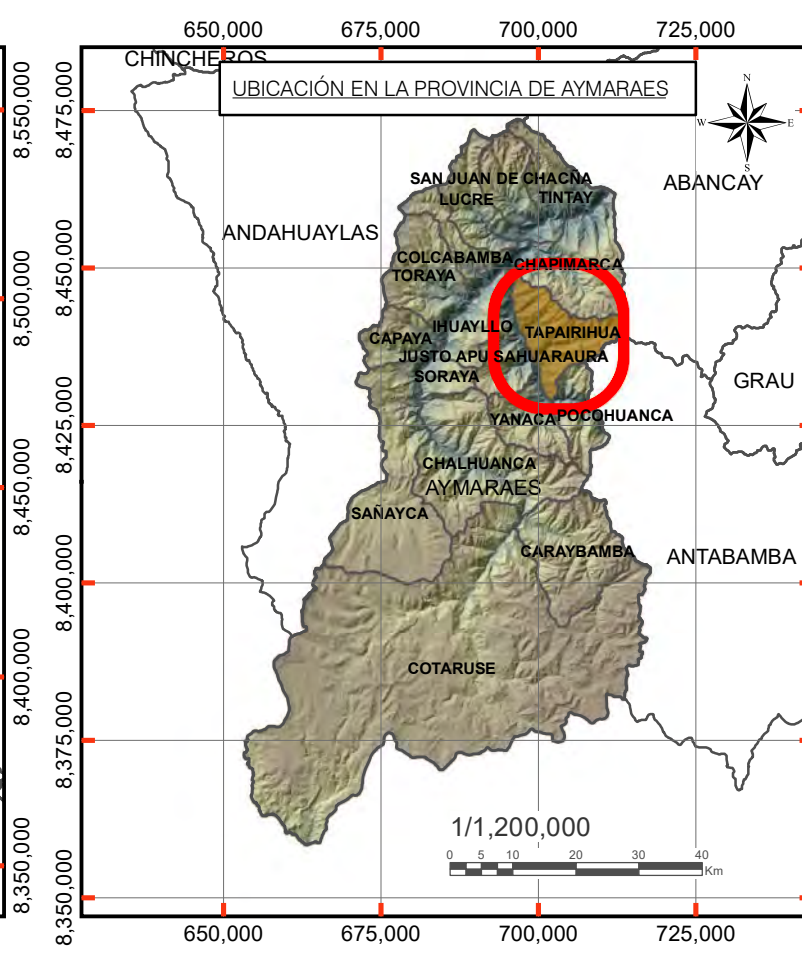 650,000 675,000 700,000 725,000
CHINCHEROS
UBICACIÓN EN LA PROVINCIA DE AYMARAES
N
W E
S
8,550,000
8,500,000
8,450,000
8,400,000
8,350,000
8,475,000
8,450,000
8,425,000
8,400,000
8,375,000
8,350,000
SAN JUAN DE CHACÑA
LUCRE TINTAY
ABANCAY
ANDAHUAYLAS
COLCABAMBA CHAPIMARCA
TORAYA
IHUAYLLO TAPAIRIHUA
CAPAYA
JUSTO APU SAHUARAURA
SORAYA
GRAU
YANACA POCOHUANCA
CHALHUANCA
AYMARAES
SAÑAYCA
CARAYBAMBA
ANTABAMBA
COTARUSE
1/1,200,000
0 5 10 20 30 40
Km
650,000 675,000 700,000 725,000